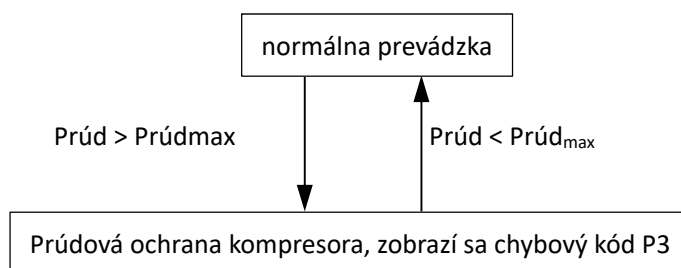 normálna prevádzka
Prúd > Prúdmax
Prúd < Prúdmax
Prúdová ochrana kompresora, zobrazí sa chybový kód P3